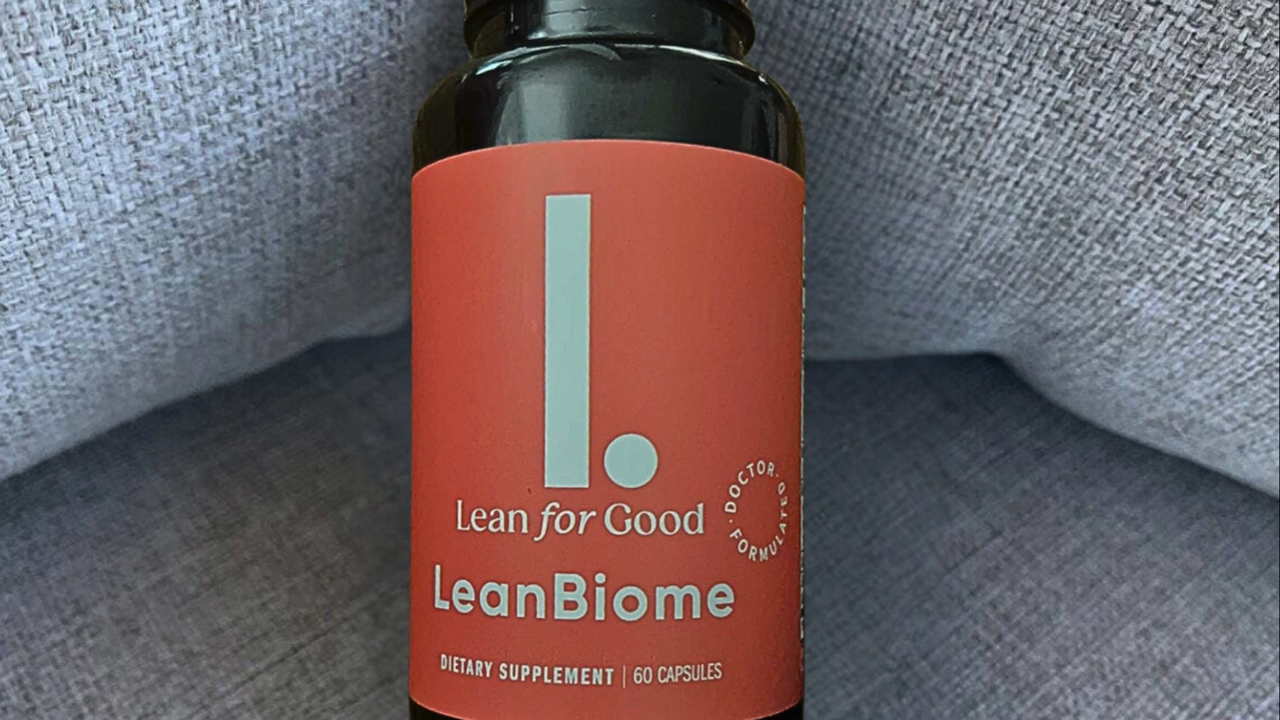 l.
Lean for Good
DOCTOR · FORMULATED ·
LeanBiome
DIETARY SUPPLEMENT | 60 CAPSULES